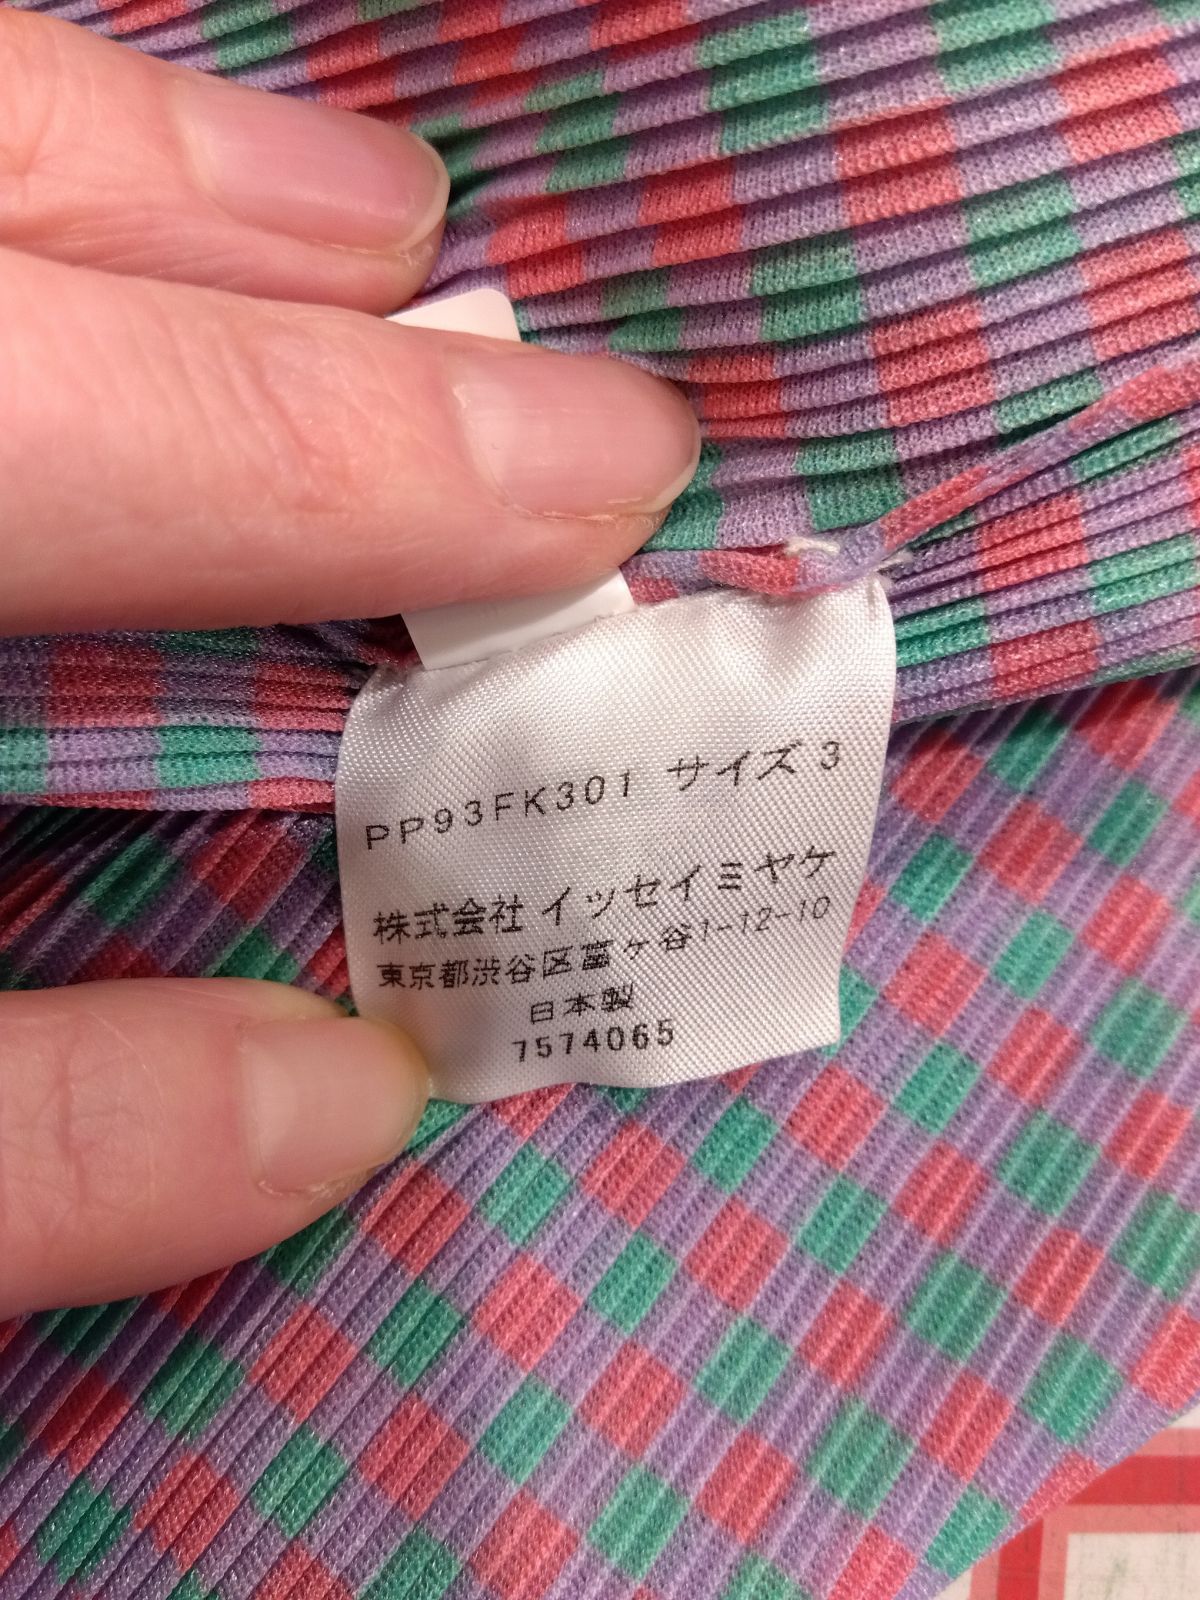 PP93FK301 サイズ 3
株式会社 イッセイミヤケ
東京都渋谷区富ヶ谷1-12-10
日本製
7574065